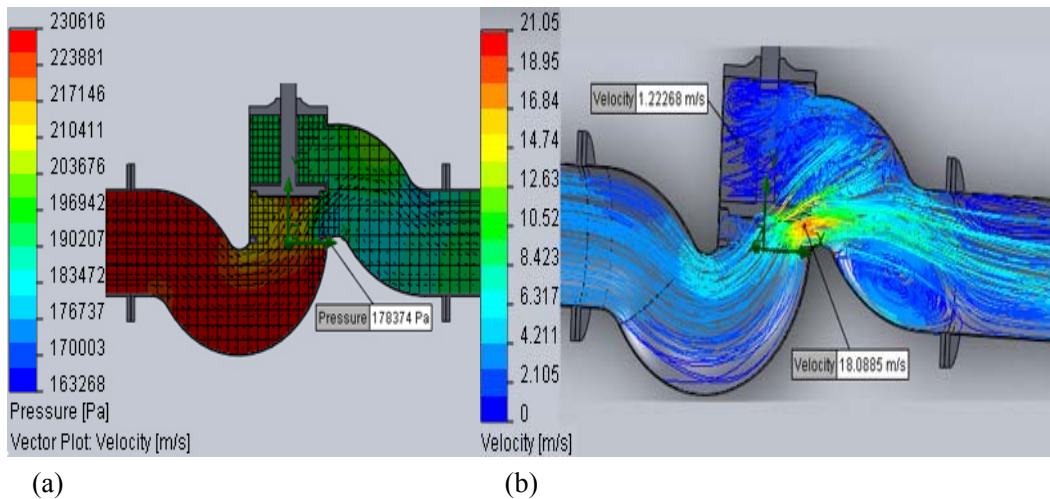 230616
223881
217146
210411
203676
196942
190207
183472
176737
170003
163268
Pressure [Pa]
Vector Plot: Velocity [m/s]
Pressure 178374 Pa
(a)
21.05
18.95
16.84
14.74
12.63
10.52
8.423
6.317
4.211
2.105
0
Velocity [m/s]
Velocity 1.22268 m/s
Velocity 18.0885 m/s
(b)